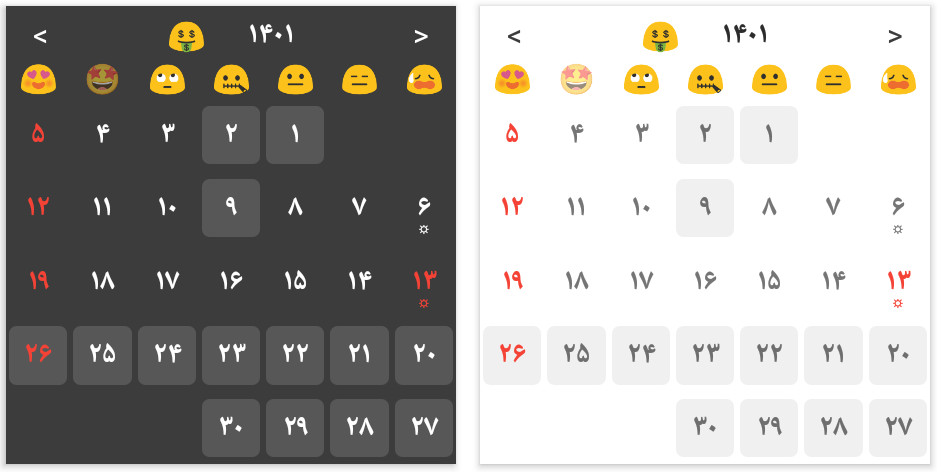 < ۱۴۰۱ >
۱ ۲ ۳ ۴ ۵
۶ ۷ ۸ ۹ ۱۰ ۱۱ ۱۲
۱۳ ۱۴ ۱۵ ۱۶ ۱۷ ۱۸ ۱۹
۲۰ ۲۱ ۲۲ ۲۳ ۲۴ ۲۵ ۲۶
۲۷ ۲۸ ۲۹ ۳۰
< ۱۴۰۱ >
۱ ۲ ۳ ۴ ۵
۶ ۷ ۸ ۹ ۱۰ ۱۱ ۱۲
۱۳ ۱۴ ۱۵ ۱۶ ۱۷ ۱۸ ۱۹
۲۰ ۲۱ ۲۲ ۲۳ ۲۴ ۲۵ ۲۶
۲۷ ۲۸ ۲۹ ۳۰